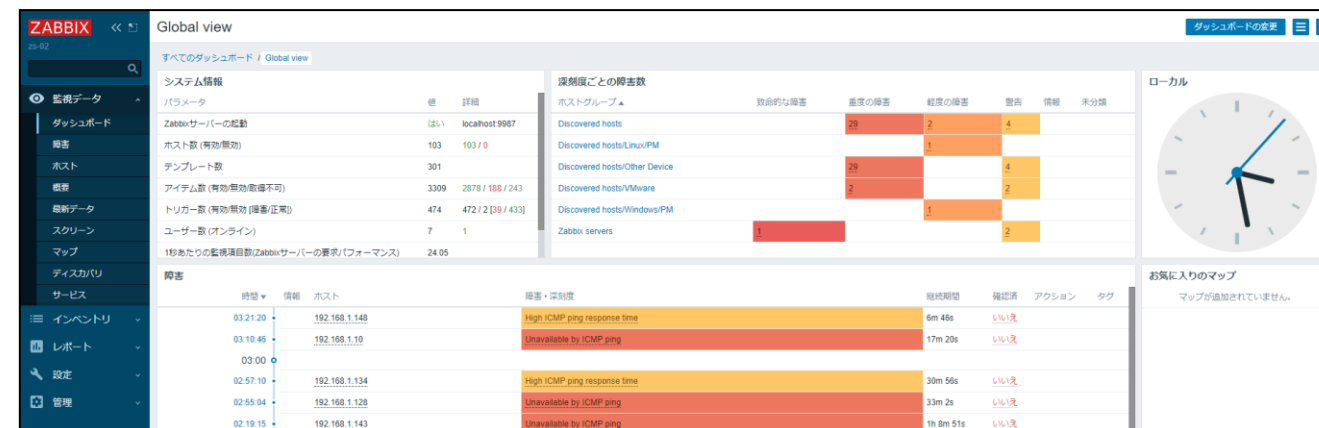 ZABBIX
zs-02
監視データ
ダッシュボード
障害
ホスト
概要
最新データ
スクリーン
マップ
ディスカバリ
サービス
インベントリ
レポート
設定
管理
Global view
ダッシュボードの変更
すべてのダッシュボード / Global view
システム情報
パラメータ 値 詳細
Zabbixサーバーの起動 はい localhost:9987
ホスト数 (有効/無効) 103 103 / 0
テンプレート数 301
アイテム数 (有効/無効/取得不可) 3309 2878 / 188 / 243
トリガー数 (有効/無効 [障害/正常]) 474 472 / 2 [39 / 433]
ユーザー数 (オンライン) 7 1
1秒あたりの監視項目数(Zabbixサーバーの要求パフォーマンス) 24.05
深刻度ごとの障害数
ホストグループ▲ 致命的な障害 重度の障害 軽度の障害 警告 情報 未分類
Discovered hosts 29 2 4
Discovered hosts/Linux/PM 1
Discovered hosts/Other Device 29 4
Discovered hosts/VMware 2 2
Discovered hosts/Windows/PM 1
Zabbix servers 1 2
ローカル
障害
時間▼ 情報 ホスト 障害・深刻度 継続期間 確認済 アクション タグ
03:21:20 192.168.1.148 High ICMP ping response time 6m 46s いいえ
03:10:46 192.168.1.10 Unavailable by ICMP ping 17m 20s いいえ
03:00
02:57:10 192.168.1.134 High ICMP ping response time 30m 56s いいえ
02:55:04 192.168.1.128 Unavailable by ICMP ping 33m 2s いいえ
02:19:15 192.168.1.143 Unavailable by ICMP ping 1h 8m 51s いいえ
お気に入りのマップ
マップが追加されていません。